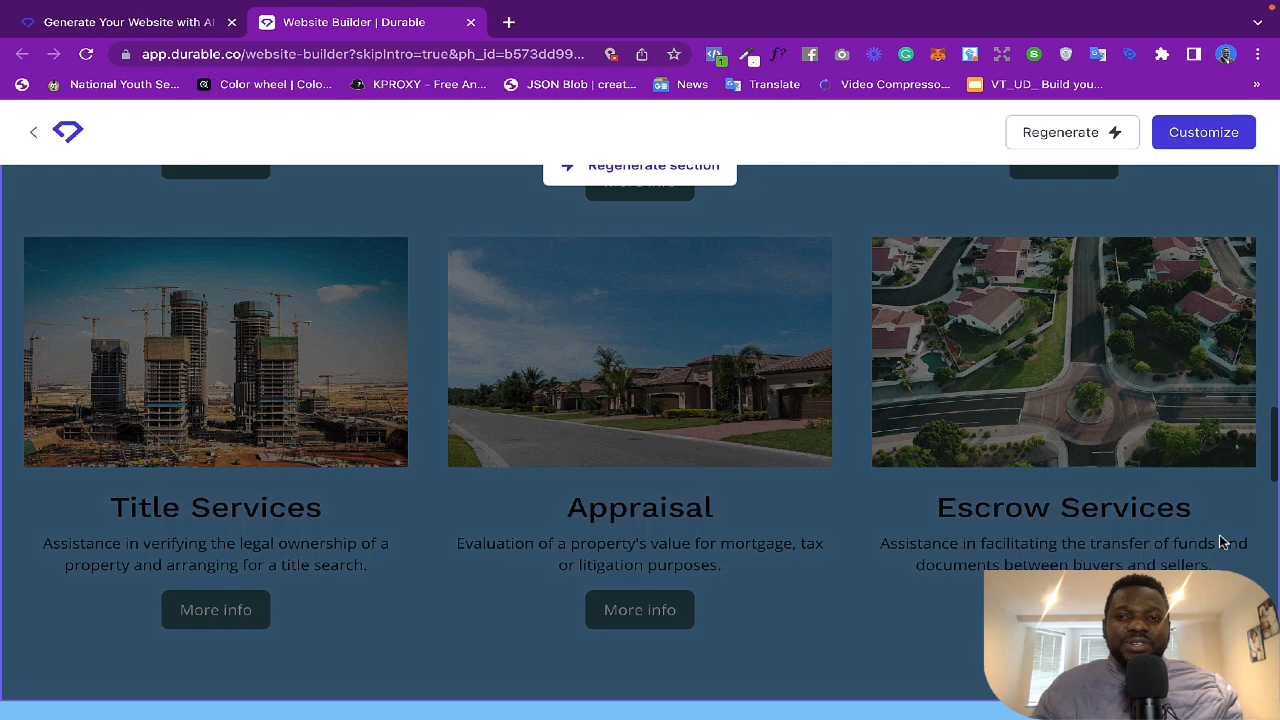 Generate Your Website with AI
Website Builder | Durable
app.durable.co/website-builder?skipIntro=true&ph_id=b573dd99...
1
National Youth Se...
Color wheel | Colo...
KPROXY - Free An...
JSON Blob | creat...
News
Translate
Video Compresso...
VT_UD_ Build you...
»
Regenerate
Customize
Regenerate section
More info
Title Services
Appraisal
Escrow Services
Assistance in verifying the legal ownership of a
property and arranging for a title search.
Evaluation of a property's value for mortgage, tax
or litigation purposes.
Assistance in facilitating the transfer of funds and
documents between buyers and sellers.
More info
More info